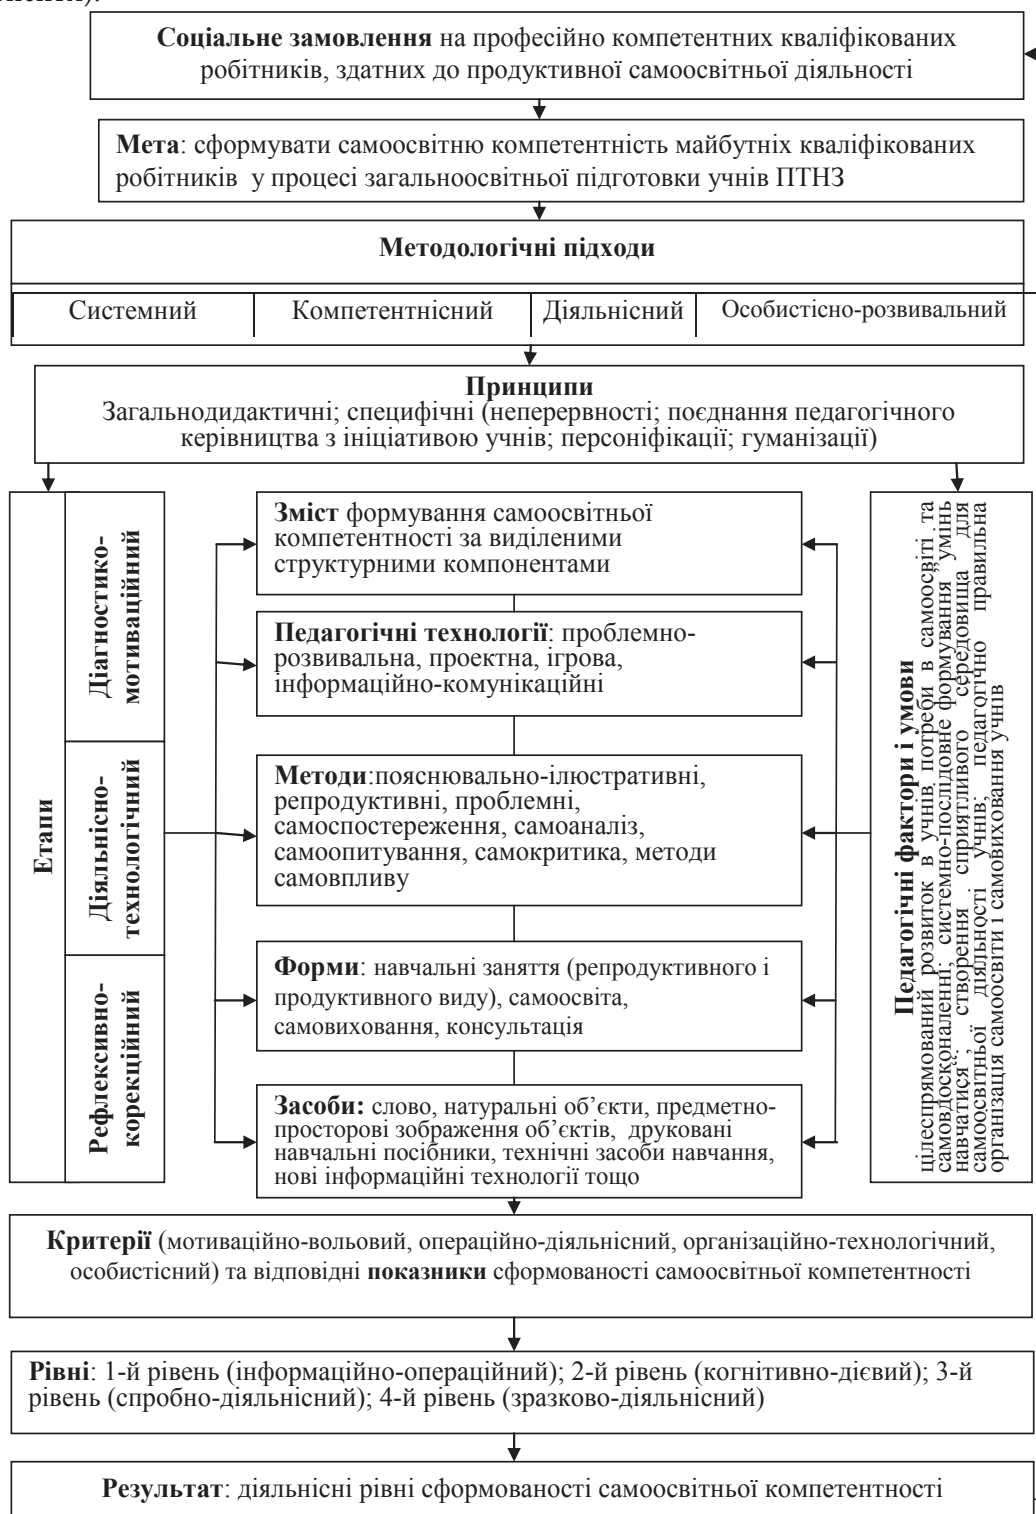 Соціальне замовлення на професійно компетентних кваліфікованих
робітників, здатних до продуктивної самоосвітньої діяльності
Мета: сформувати самоосвітню компетентність майбутніх кваліфікованих
робітників у процесі загальноосвітньої підготовки учнів ПТНЗ
Методологічні підходи
Системний
Компетентнісний
Діяльнісний
Особистісно-розвивальний
Принципи
Загальнодидактичні; специфічні (неперервності; поєднання педагогічного
керівництва з ініціативою учнів; персоніфікації; гуманізації)
Етапи
Діагностико-
мотиваційний
Діяльнісно-
технологічний
Рефлексивно-
корекційний
Зміст формування самоосвітньої
компетентності за виділеними
структурними компонентами
Педагогічні технології: проблемно-
розвивальна, проектна, ігрова,
інформаційно-комунікаційні
Методи:пояснювально-ілюстративні,
репродуктивні, проблемні,
самоспостереження, самоаналіз,
самоопитування, самокритика, методи
самовпливу
Форми: навчальні заняття (репродуктивного і
продуктивного виду), самоосвіта,
самовиховання, консультація
Засоби: слово, натуральні об’єкти, предметно-
просторові зображення об’єктів, друковані
навчальні посібники, технічні засоби навчання,
нові інформаційні технології тощо
Педагогічні фактори і умови
цілеспрямований розвиток в учнів потреби в самоосвіті та
самовдосконаленні; системно-послідовне формування „умінь
навчатися“; створення сприятливого середовища для
самоосвітньої діяльності учнів; педагогічно правильна
організація самоосвіти і самовиховання учнів
Критерії (мотиваційно-вольовий, операційно-діяльнісний, організаційно-технологічний,
особистісний) та відповідні показники сформованості самоосвітньої компетентності
Рівні: 1-й рівень (інформаційно-операційний); 2-й рівень (когнітивно-дієвий); 3-й
рівень (спробно-діяльнісний); 4-й рівень (зразково-діяльнісний)
Результат: діяльнісні рівні сформованості самоосвітньої компетентності